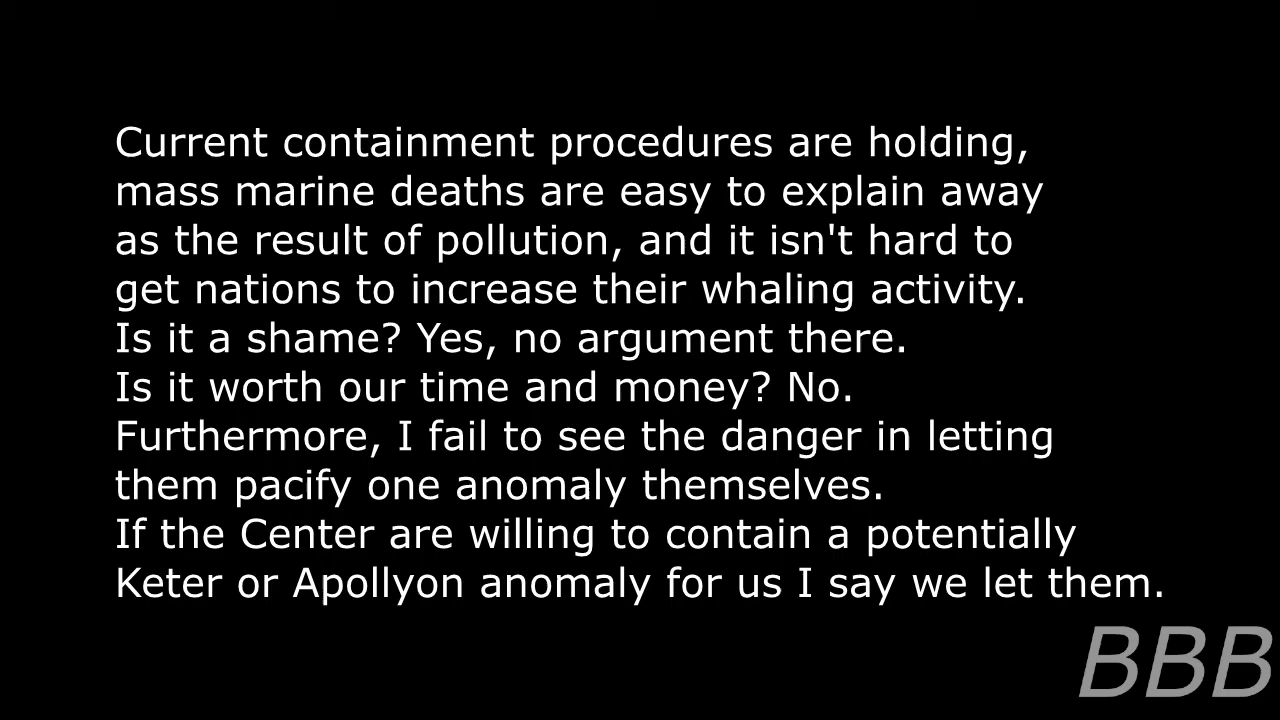 Current containment procedures are holding,
mass marine deaths are easy to explain away
as the result of pollution, and it isn't hard to
get nations to increase their whaling activity.
Is it a shame? Yes, no argument there.
Is it worth our time and money? No.
Furthermore, I fail to see the danger in letting
them pacify one anomaly themselves.
If the Center are willing to contain a potentially
Keter or Apollyon anomaly for us I say we let them.
BBB